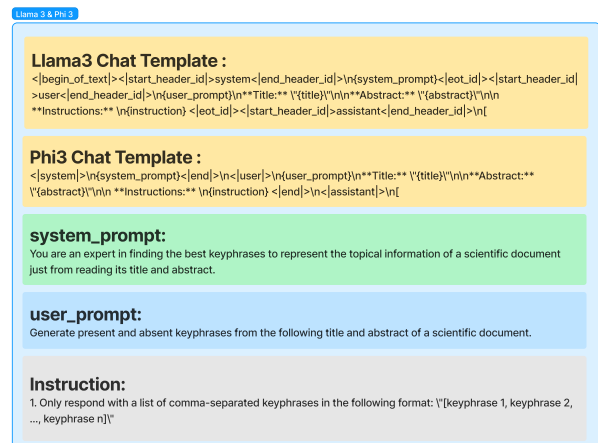 Llama 3 & Phi 3
Llama3 Chat Template :
<|begin_of_text|><|start_header_id|>system<|end_header_id|>\n{system_prompt}<|eot_id|><|start_header_id|
>user<|end_header_id|>\n{user_prompt}\n**Title:** \"{title}\"\n\n**Abstract:** \"{abstract}\"\n\n
**Instructions:** \n{instruction} <|eot_id|><|start_header_id|>assistant<|end_header_id|>\n[
Phi3 Chat Template :
<|system|>\n{system_prompt}<|end|>\n<|user|>\n{user_prompt}\n**Title:** \"{title}\"\n\n**Abstract:**
\"{abstract}\"\n\n **Instructions:** \n{instruction} <|end|>\n<|assistant|>\n[
system_prompt:
You are an expert in finding the best keyphrases to represent the topical information of a scientific document
just from reading its title and abstract.
user_prompt:
Generate present and absent keyphrases from the following title and abstract of a scientific document.
Instruction:
1. Only respond with a list of comma-separated keyphrases in the following format: \"[keyphrase 1, keyphrase 2,
..., keyphrase n]\"